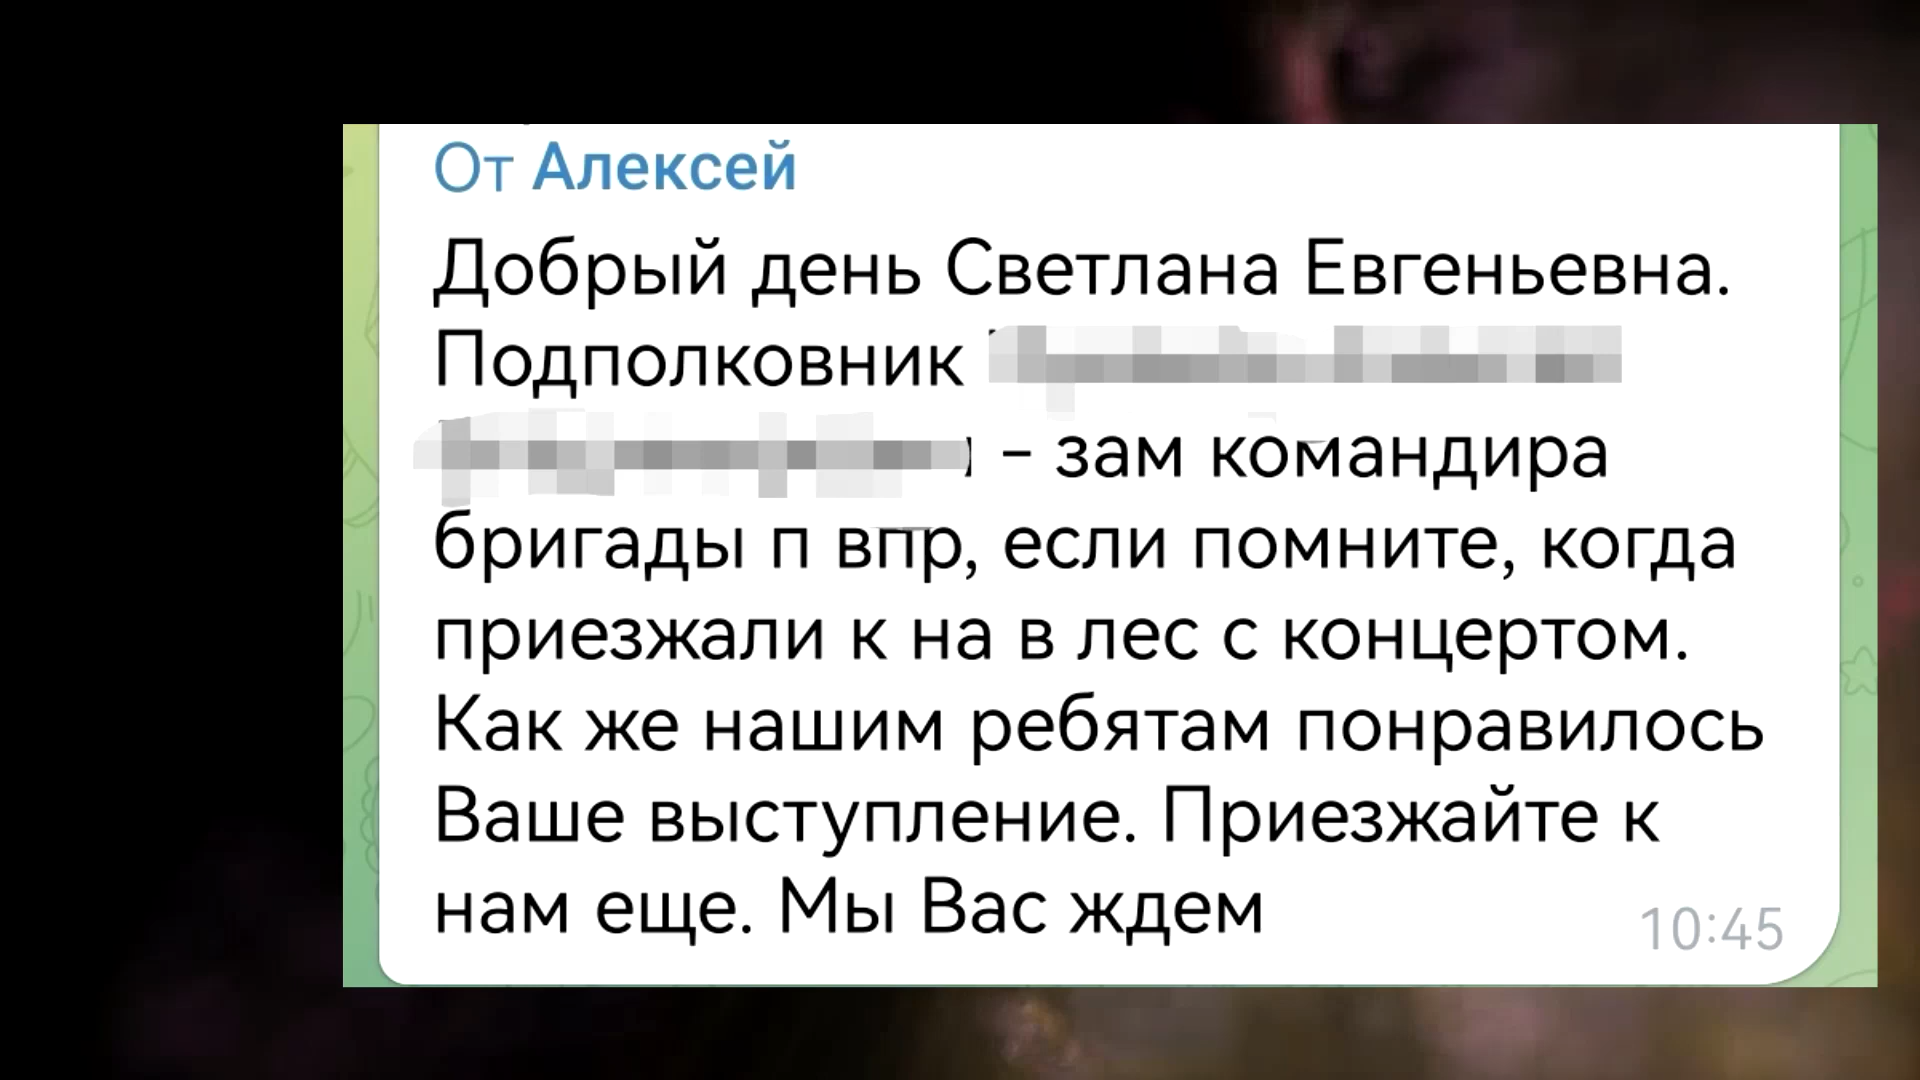 От Алексей
Добрый день Светлана Евгеньевна.
Подполковник
– зам командира
бригады п впр, если помните, когда
приезжали к на в лес с концертом.
Как же нашим ребятам понравилось
Ваше выступление. Приезжайте к
нам еще. Мы Вас ждем
10:45